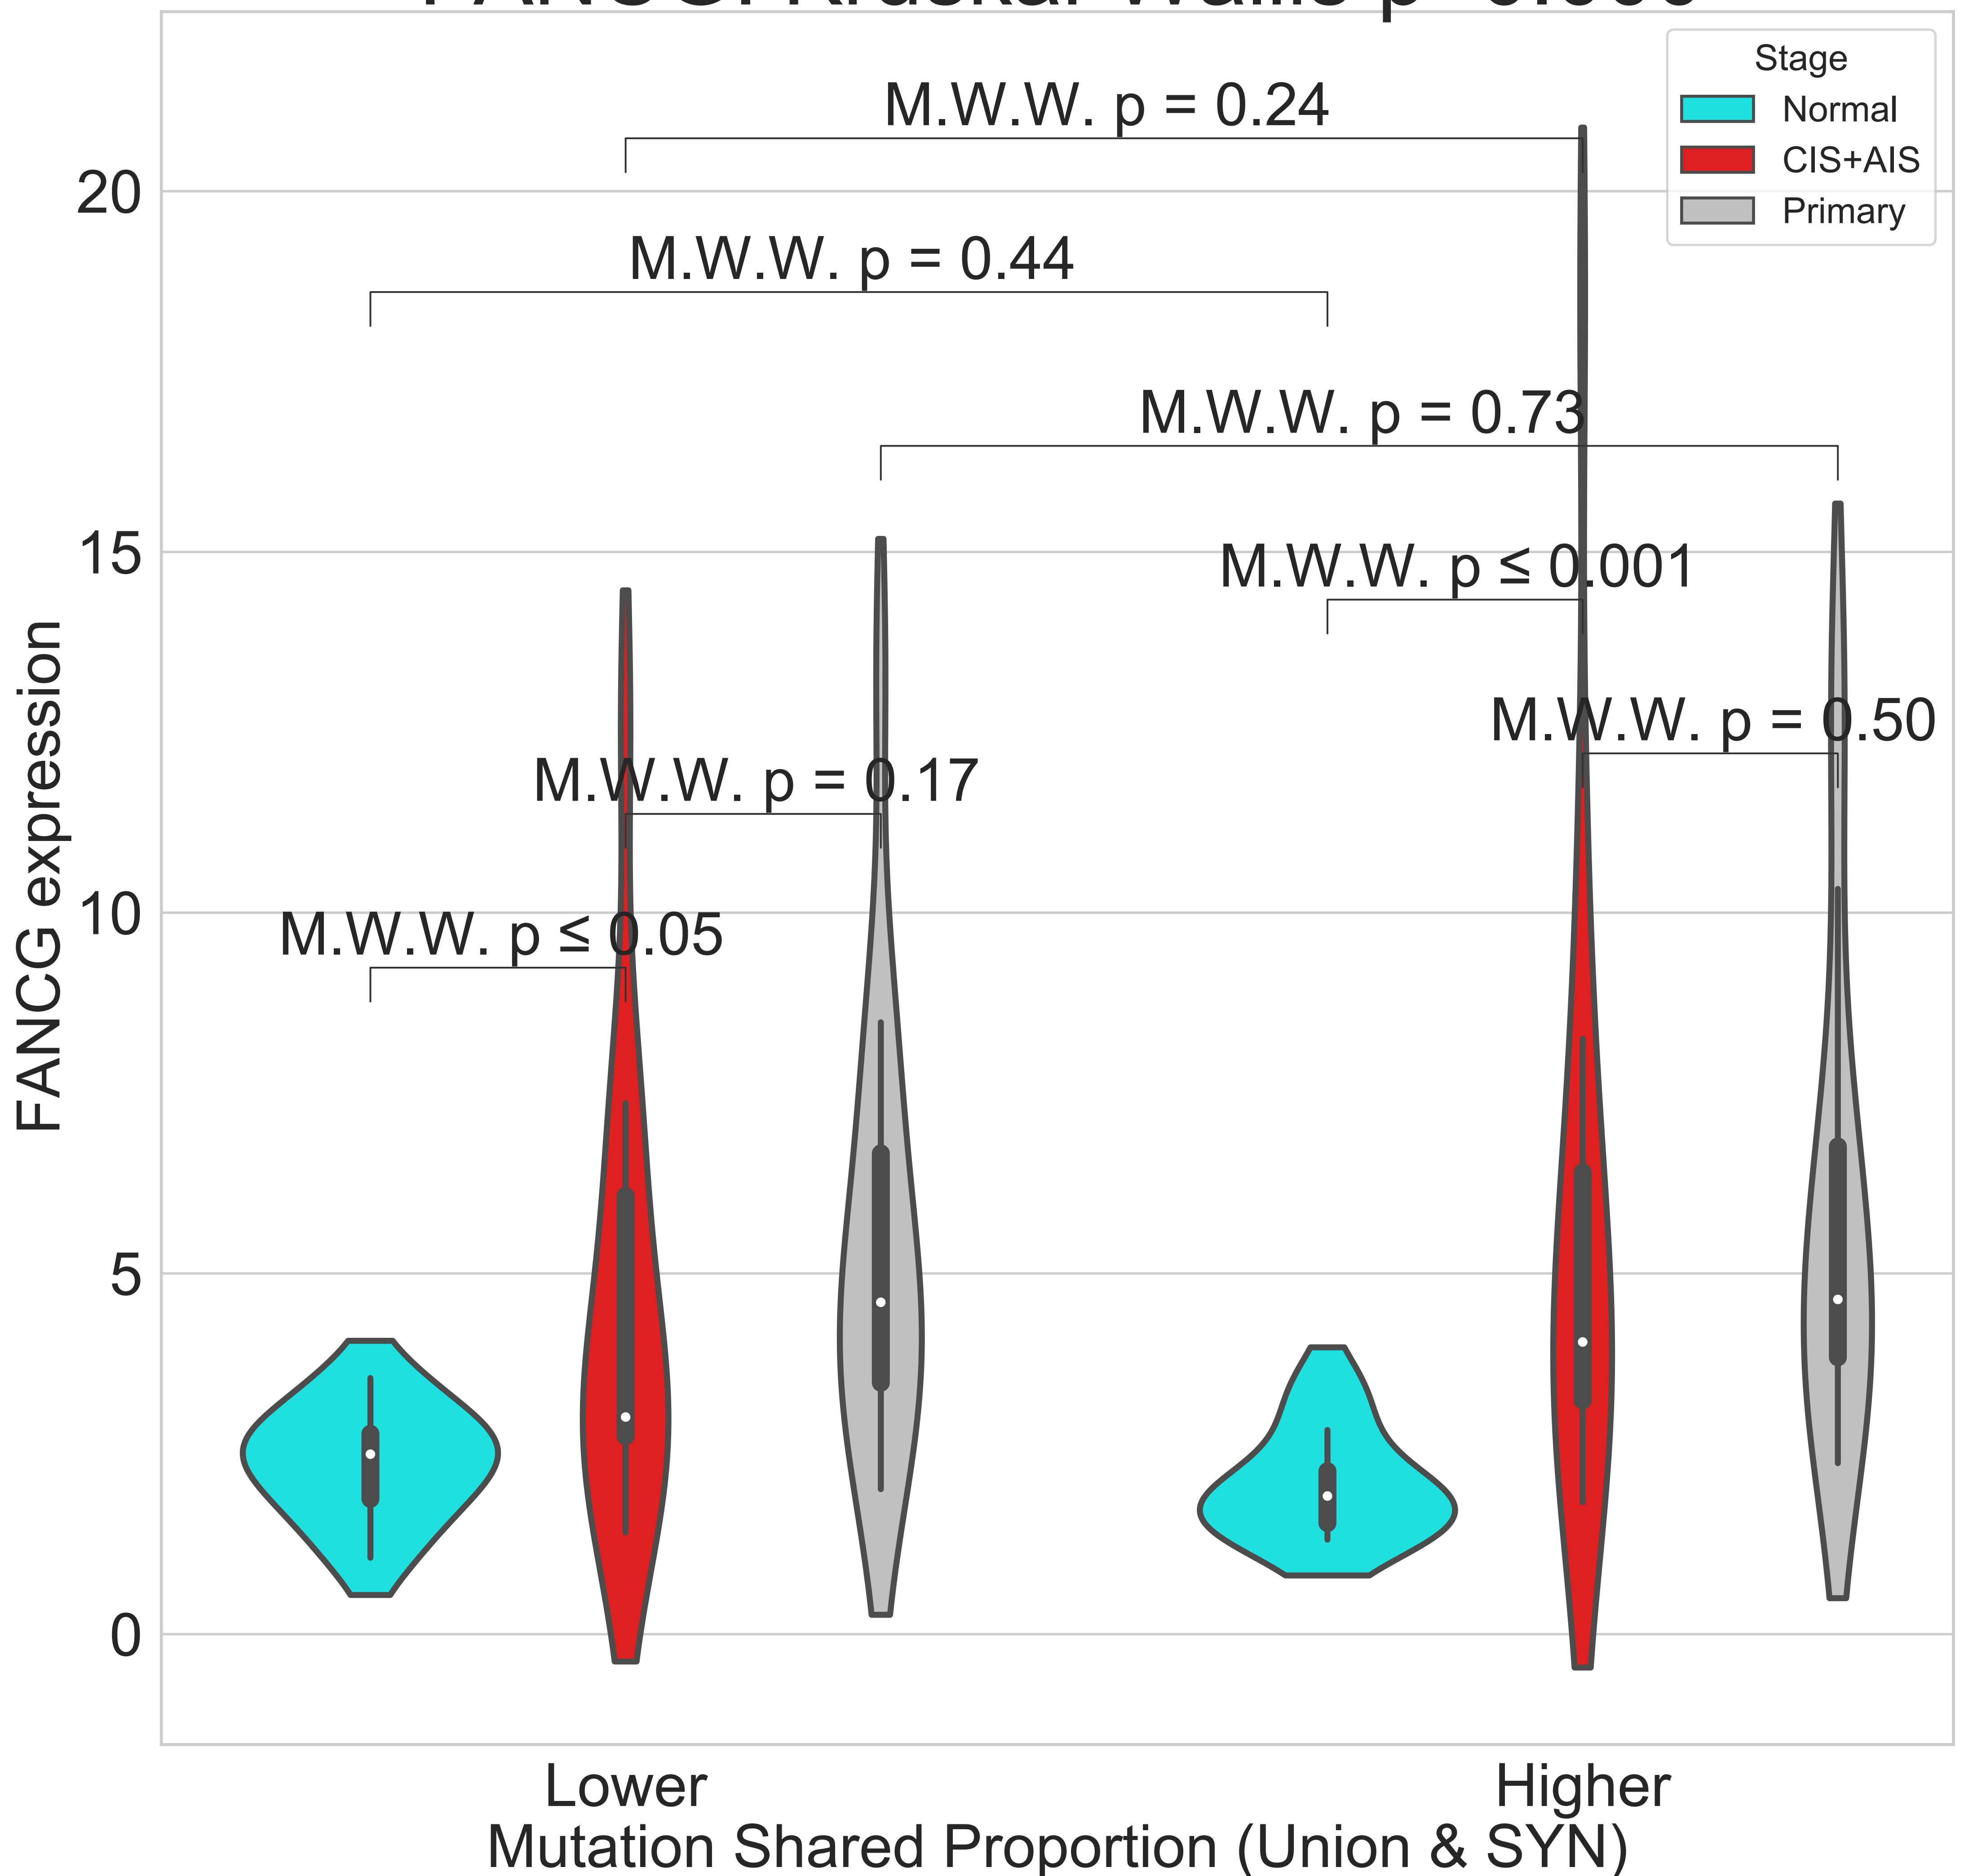 Stage
Normal
CIS+AIS
Primary
M.W.W. p = 0.24
M.W.W. p = 0.44
M.W.W. p = 0.73
M.W.W. p ≤ 0.001
M.W.W. p = 0.50
M.W.W. p = 0.17
M.W.W. p ≤ 0.05
20
15
10
5
0
FANCG expression
Lower
Higher
Mutation Shared Proportion (Union & SYN)